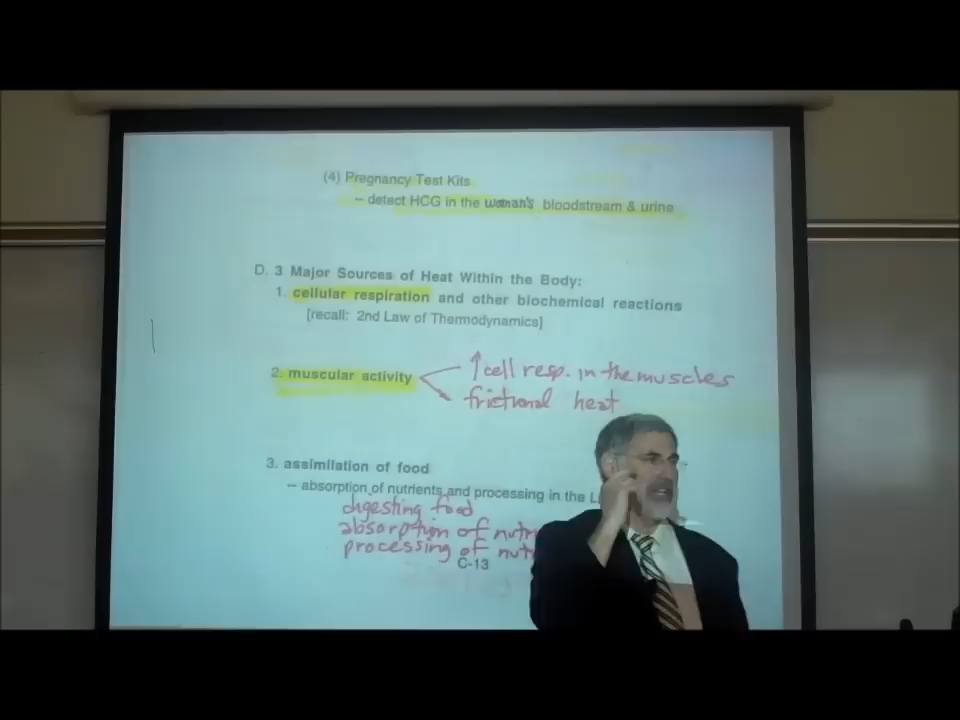 (4) Pregnancy Test Kits
– detect HCG in the woman's bloodstream & urine
D. 3 Major Sources of Heat Within the Body:
1. cellular respiration and other biochemical reactions
[recall: 2nd Law of Thermodynamics]
2. muscular activity
↑cell resp. in the muscles
frictional heat
3. assimilation of food
– absorption of nutrients and processing in the
digesting food
absorption of
processing of
C-13